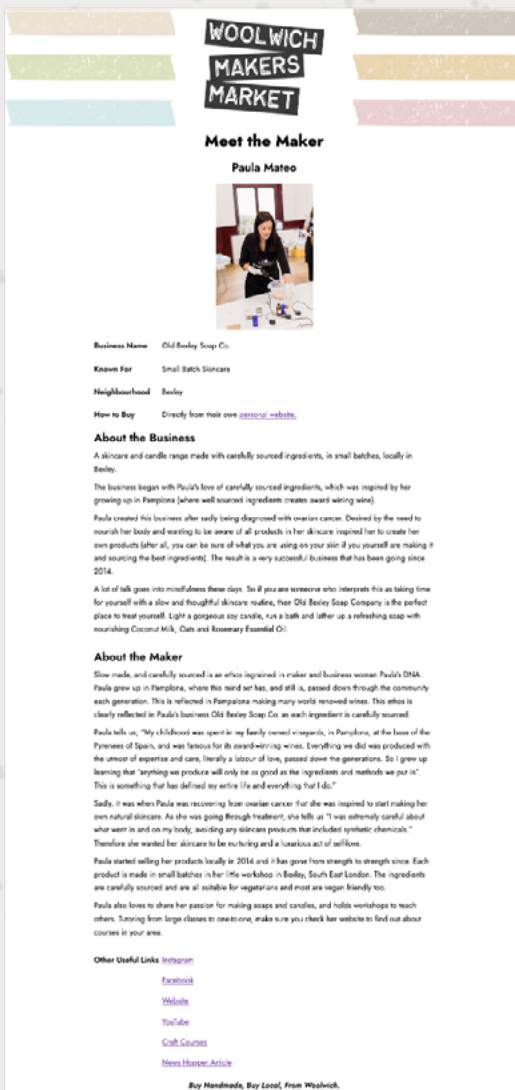 WOOLWICH
MAKERS
MARKET
Meet the Maker
Paula Mateo
Business Name Old Bexley Soap Co.
Known For Small Batch Skincare
Neighbourhood Bexley
How to Buy Directly from their own personal website.
About the Business
A skincare and candle range made with carefully sourced ingredients, in small batches, locally in
Bexley.
The business began with Paula's love of carefully sourced ingredients, which was inspired by her
growing up in Pamplona (where well sourced ingredients creates award wining wine).
Paula created this business after sadly being diagnosed with ovarian cancer. Desired by the need to
nourish her body and wanting to be aware of all products in her skincare inspired her to create her
own products (after all, you can be sure of what you are using on your skin if you yourself are making it
and sourcing the best ingredients). The result is a very successful business that has been going since
2014.
A lot of talk goes into mindfulness these days. So if you are someone who interprets this as taking time
for yourself with a slow and thoughtful skincare routine, then Old Bexley Soap Company is the perfect
place to treat yourself. Light a gorgeous soy candle, run a bath and lather up a refreshing soap with
nourishing Coconut Milk, Oats and Rosemary Essential Oil.
About the Maker
Slow made, and carefully sourced is an ethos ingrained in maker and business woman Paula's DNA.
Paula grew up in Pamplona, where this mind set has, and still is, passed down through the community
each generation. This is reflected in Pampalona making many world renowed wines. This ethos is
clearly reflected in Paula's business Old Bexley Soap Co. as each ingredient is carefully sourced.
Paula tells us; "My childhood was spent in my family owned vineyards, in Pamplona, at the base of the
Pyrenees of Spain, and was famous for its award-winning wines. Everything we did was produced with
the utmost of expertise and care, literally a labour of love, passed down the generations. So I grew up
learning that "anything we produce will only be as good as the ingredients and methods we put in".
This is something that has defined my entire life and everything that I do."
Sadly, it was when Paula was recovering from ovarian cancer that she was inspired to start making her
own natural skincare. As she was going through treatment, she tells us "I was extremely careful about
what went in and on my body, avoiding any skincare products that included synthetic chemicals."
Therefore she wanted her skincare to be nurturing and a luxurious act of selflove.
Paula started selling her products locally in 2014 and it has gone from strength to strength since. Each
product is made in small batches in her little workshop in Bexley, South East London. The ingredients
are carefully sourced and are all suitable for vegetarians and most are vegan friendly too.
Paula also loves to share her passion for making soaps and candles, and holds workshops to teach
others. Tutoring from large classes to one-to-one, make sure you check her website to find out about
courses in your area.
Other Useful Links Instagram
Facebook
Website
YouTube
Craft Courses
News Hopper Article
Buy Handmade, Buy Local, From Woolwich.